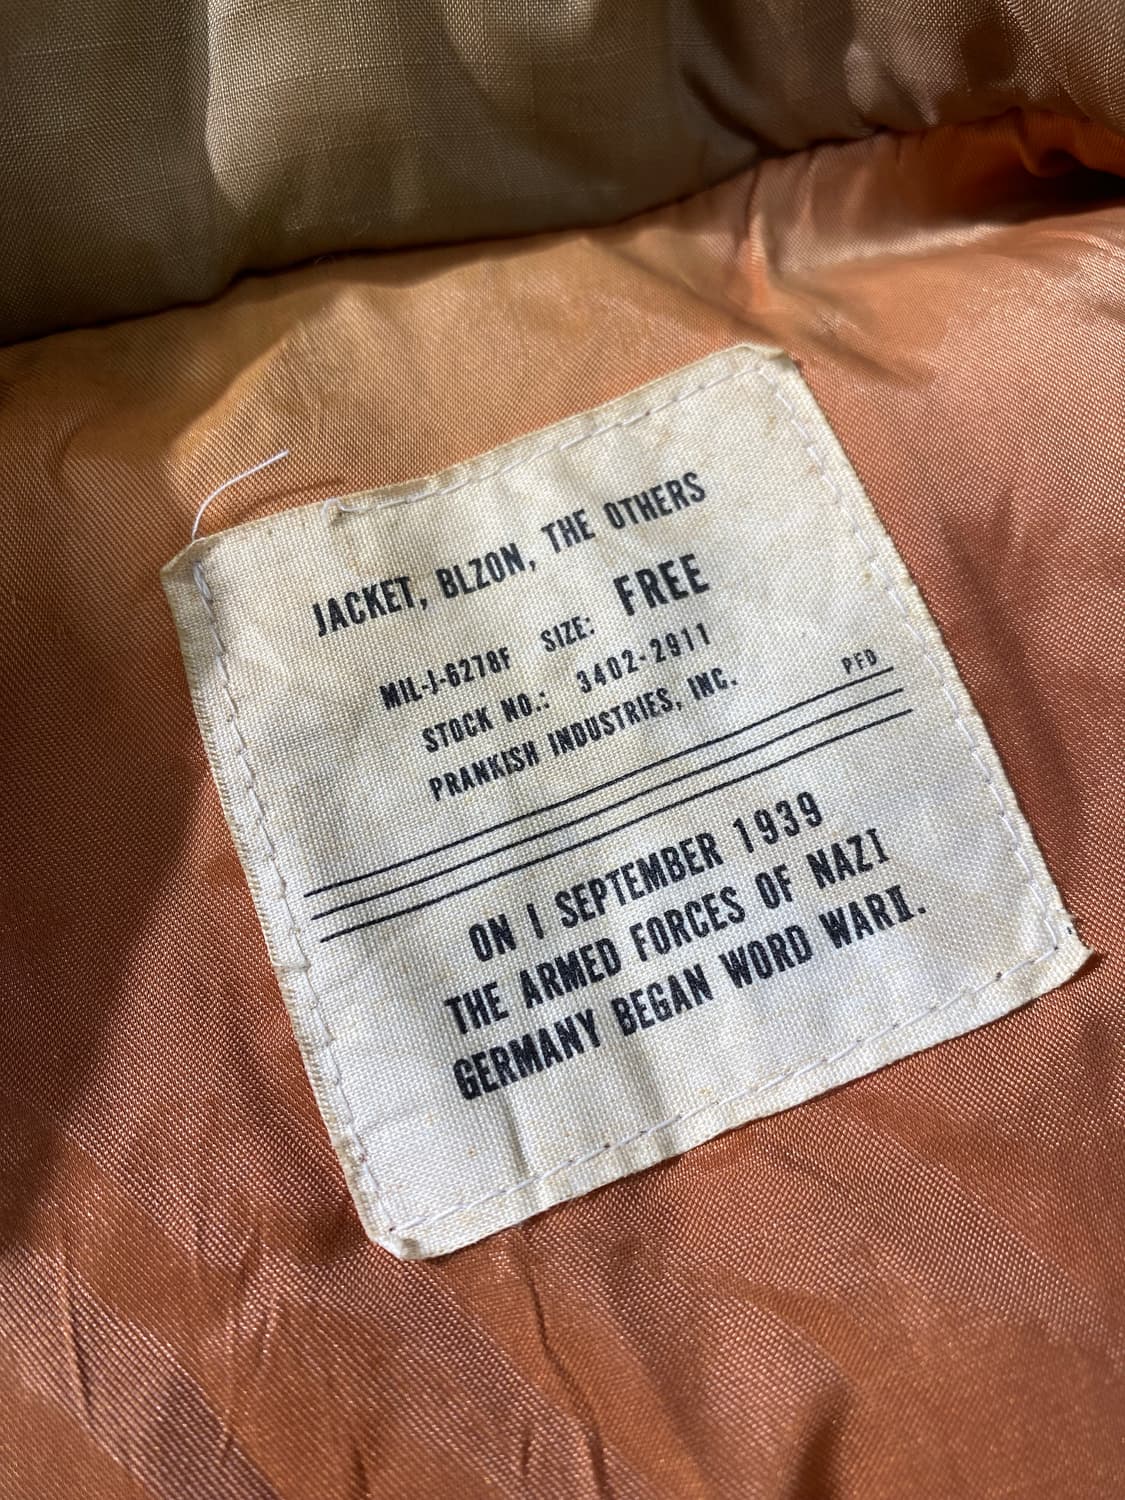 JACKET, BLZON, THE OTHERS
MIL-J-6278F SIZE: FREE
STOCK NO.: 3402-2911
PRANKISH INDUSTRIES, INC.
PFD
ON 1 SEPTEMBER 1939
THE ARMED FORCES OF NAZI
GERMANY BEGAN WORD WARⅡ.